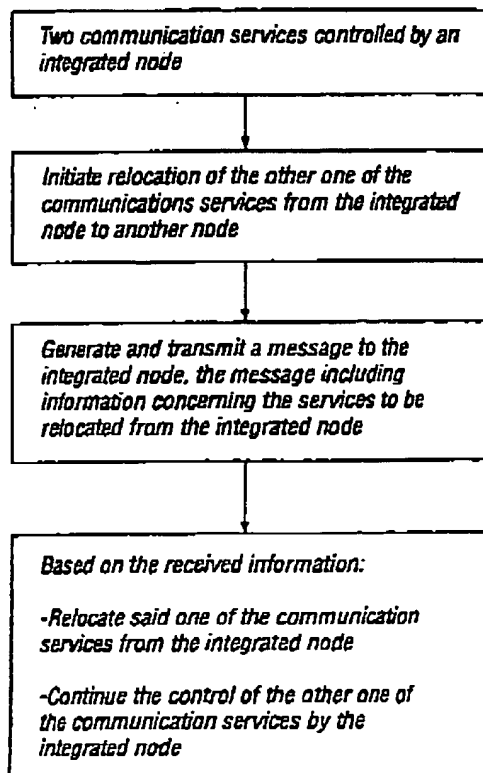 Two communication services controlled by an
integrated node
Initiate relocation of the other one of the
communications services from the integrated
node to another node
Generate and transmit a message to the
integrated node, the message including
information concerning the services to be
relocated from the integrated node
Based on the received information:
-Relocate said one of the communication
services from the integrated node
-Continue the control of the other one of
the communication services by the
integrated node